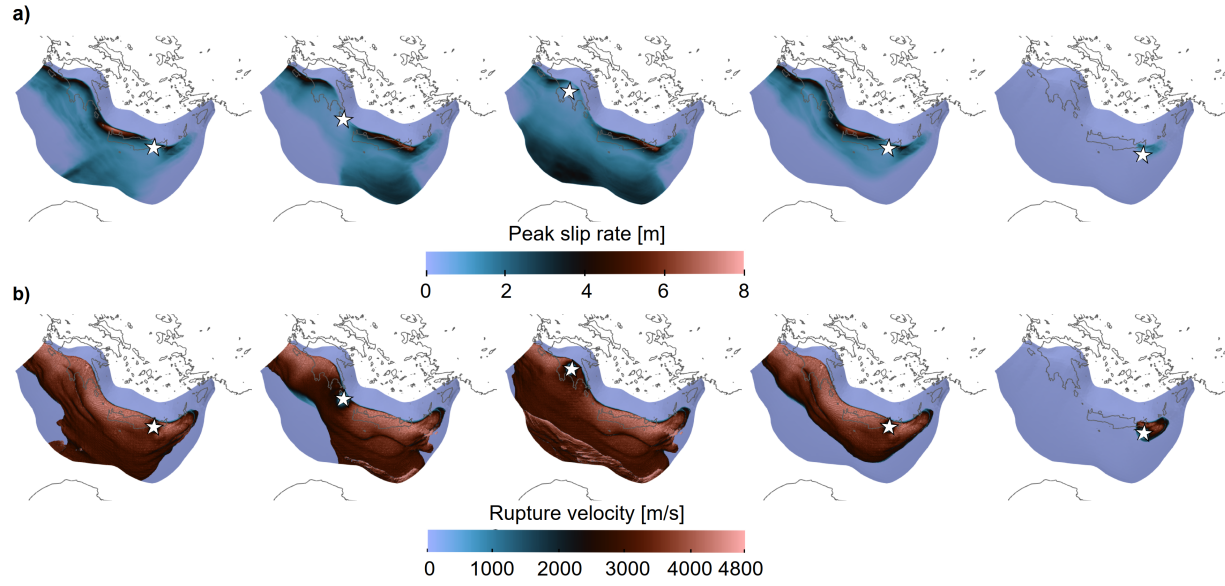 a)
Peak slip rate [m]
0 2 4 6 8
b)
Rupture velocity [m/s]
0 1000 2000 3000 4000 4800